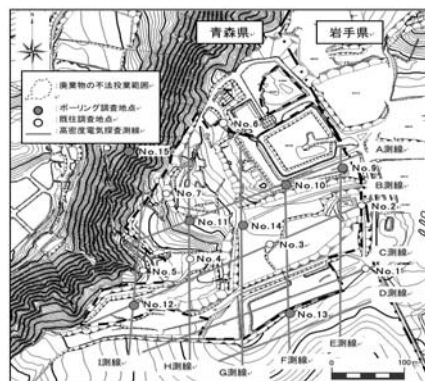 青森県
岩手県
：廃棄物の不法投棄範囲
：ボーリング調査地点
：既往調査地点
：高密度電気探査測線
No.6
A測線
No.15
No.9
B測線
No.7
No.10
No.2
No.11
No.14
C測線
No.3
No.4
No.5
No.1
D測線
No.12
No.13
E測線
I測線
H測線
F測線
G測線
100m